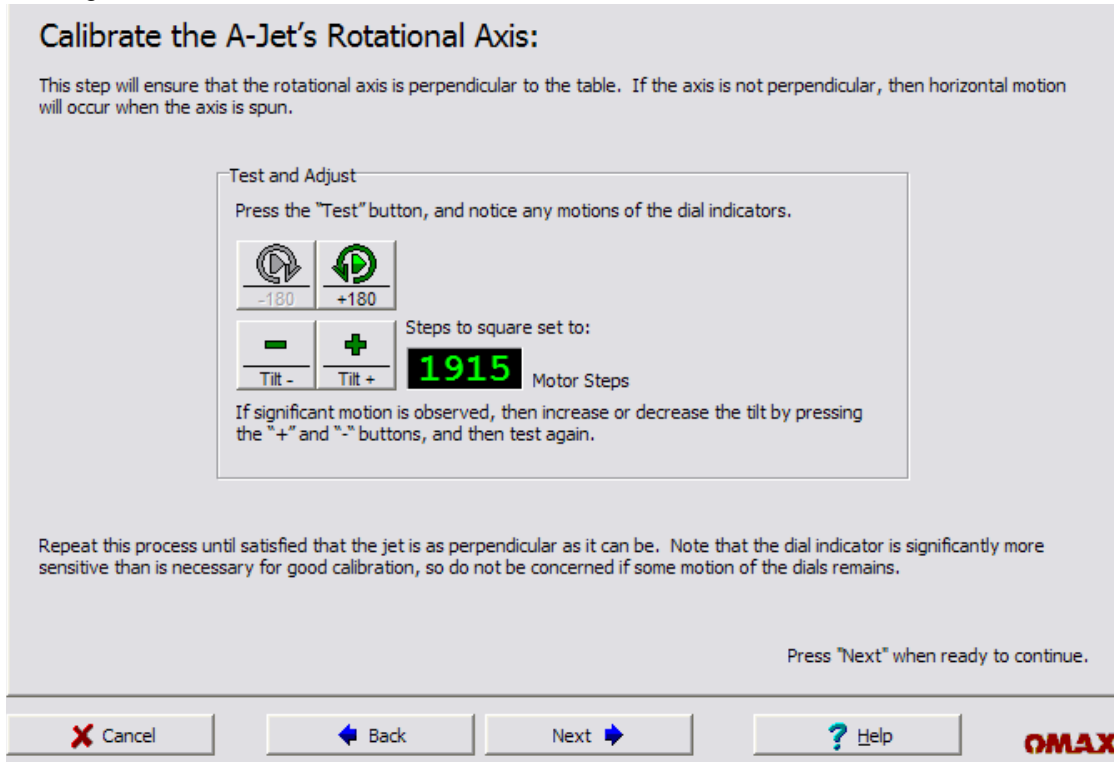 Calibrate the A-Jet's Rotational Axis:
This step will ensure that the rotational axis is perpendicular to the table.  If the axis is not perpendicular, then horizontal motion
will occur when the axis is spun.
Test and Adjust
Press the "Test" button, and notice any motions of the dial indicators.
-180 +180
Steps to square set to:
Tilt - Tilt + 1915 Motor Steps
If significant motion is observed, then increase or decrease the tilt by pressing
the "+" and "-" buttons, and then test again.
Repeat this process until satisfied that the jet is as perpendicular as it can be.  Note that the dial indicator is significantly more
sensitive than is necessary for good calibration, so do not be concerned if some motion of the dials remains.
Press "Next" when ready to continue.
Cancel Back Next Help OMAX